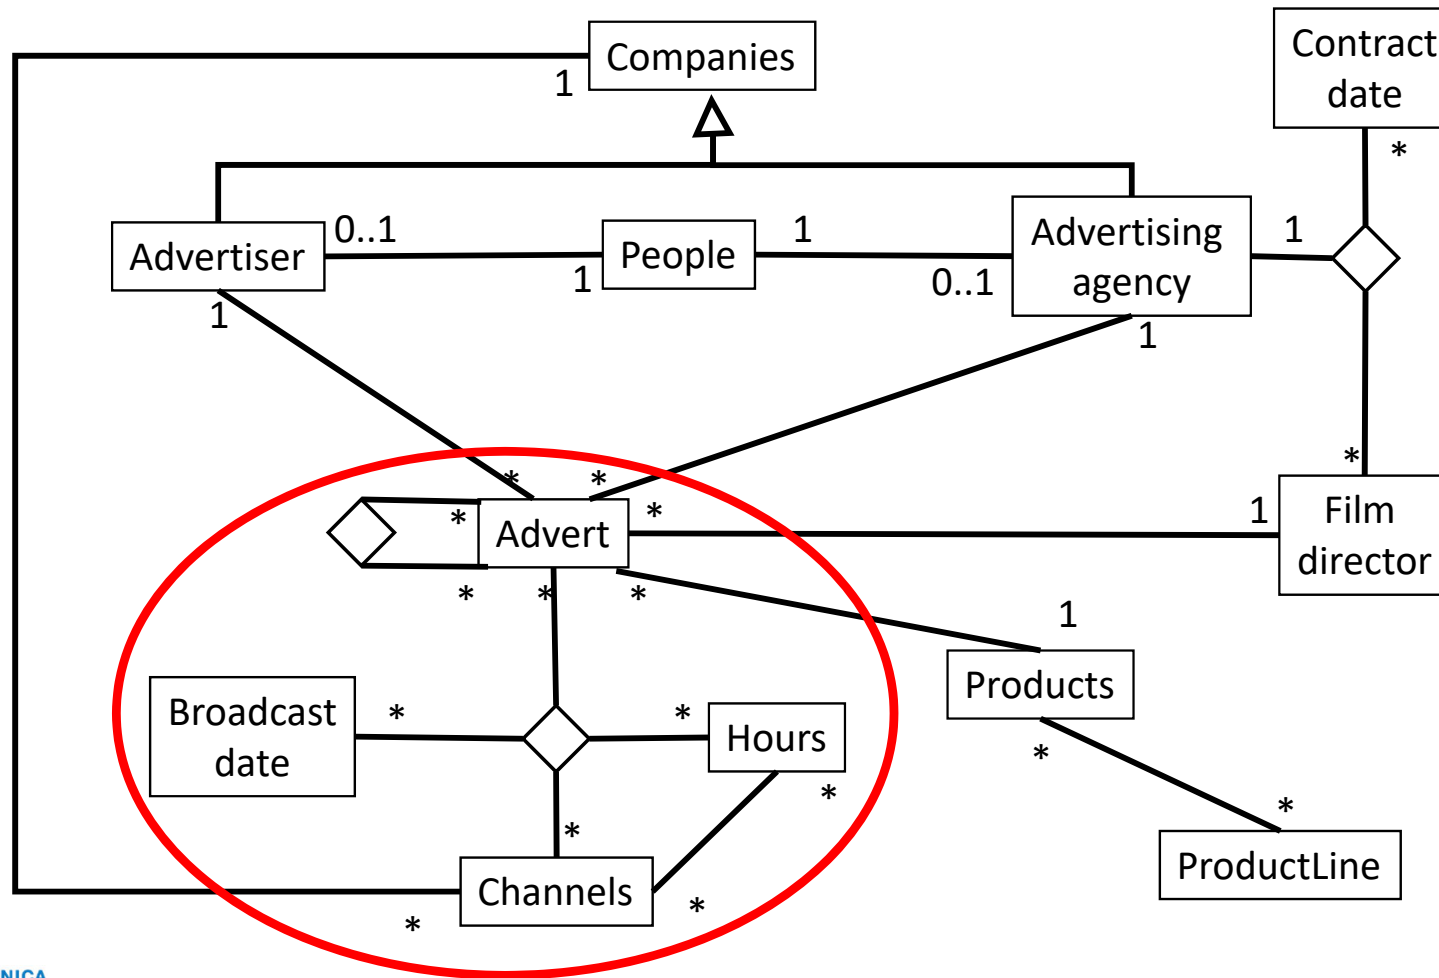 Companies
1
Contract
date
*
Advertiser
0..1
1
People
1
0..1
Advertising
agency
1
1
1
*
*
*
*
*
Advert
1
Film
director
*
*
*
1
Products
*
Broadcast
date
*
*
Hours
*
*
Channels
*
*
*
ProductLine
NICA